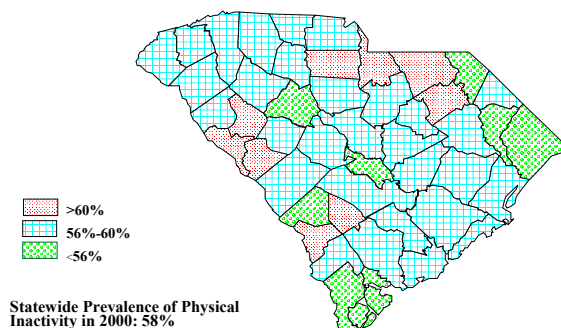 >60%
56%-60%
<56%
Statewide Prevalence of Physical
Inactivity in 2000: 58%